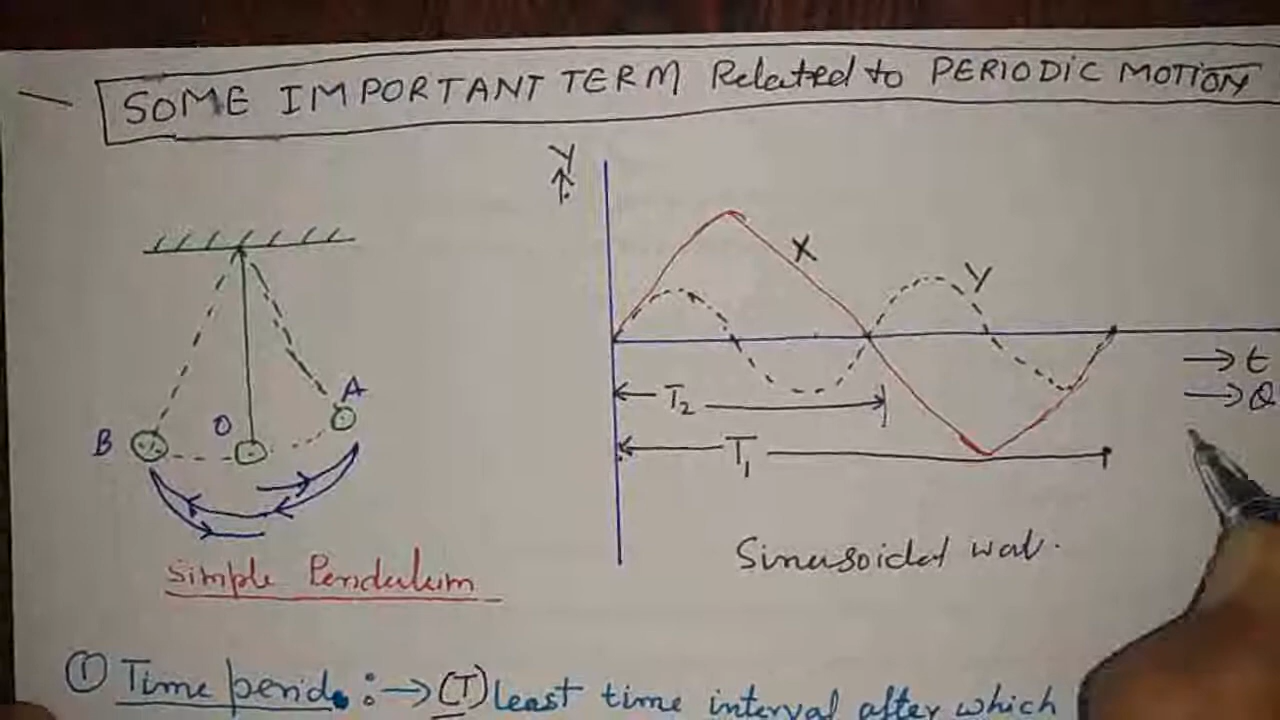 SOME IMPORTANT TERM Related to PERIODIC MOTION
Y
X
Y
A
B
O
T2
T1
t
Sinusoidal wav.
Simple Pendulum
① Time period :→ (T) least time interval after which